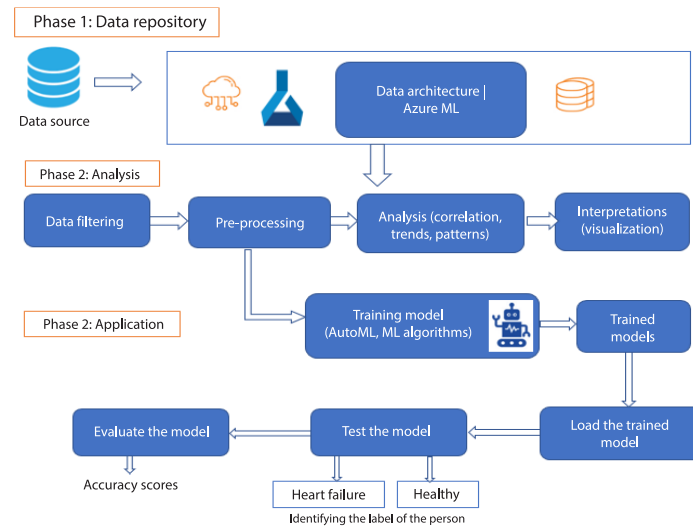 Phase 1: Data repository
Data source
Data architecture |
Azure ML
Phase 2: Analysis
Data filtering
Pre-processing
Analysis (correlation,
trends, patterns)
Interpretations
(visualization)
Phase 2: Application
Training model
(AutoML, ML algorithms)
Trained
models
Evaluate the model
Test the model
Load the trained
model
Accuracy scores
Heart failure
Healthy
Identifying the label of the person